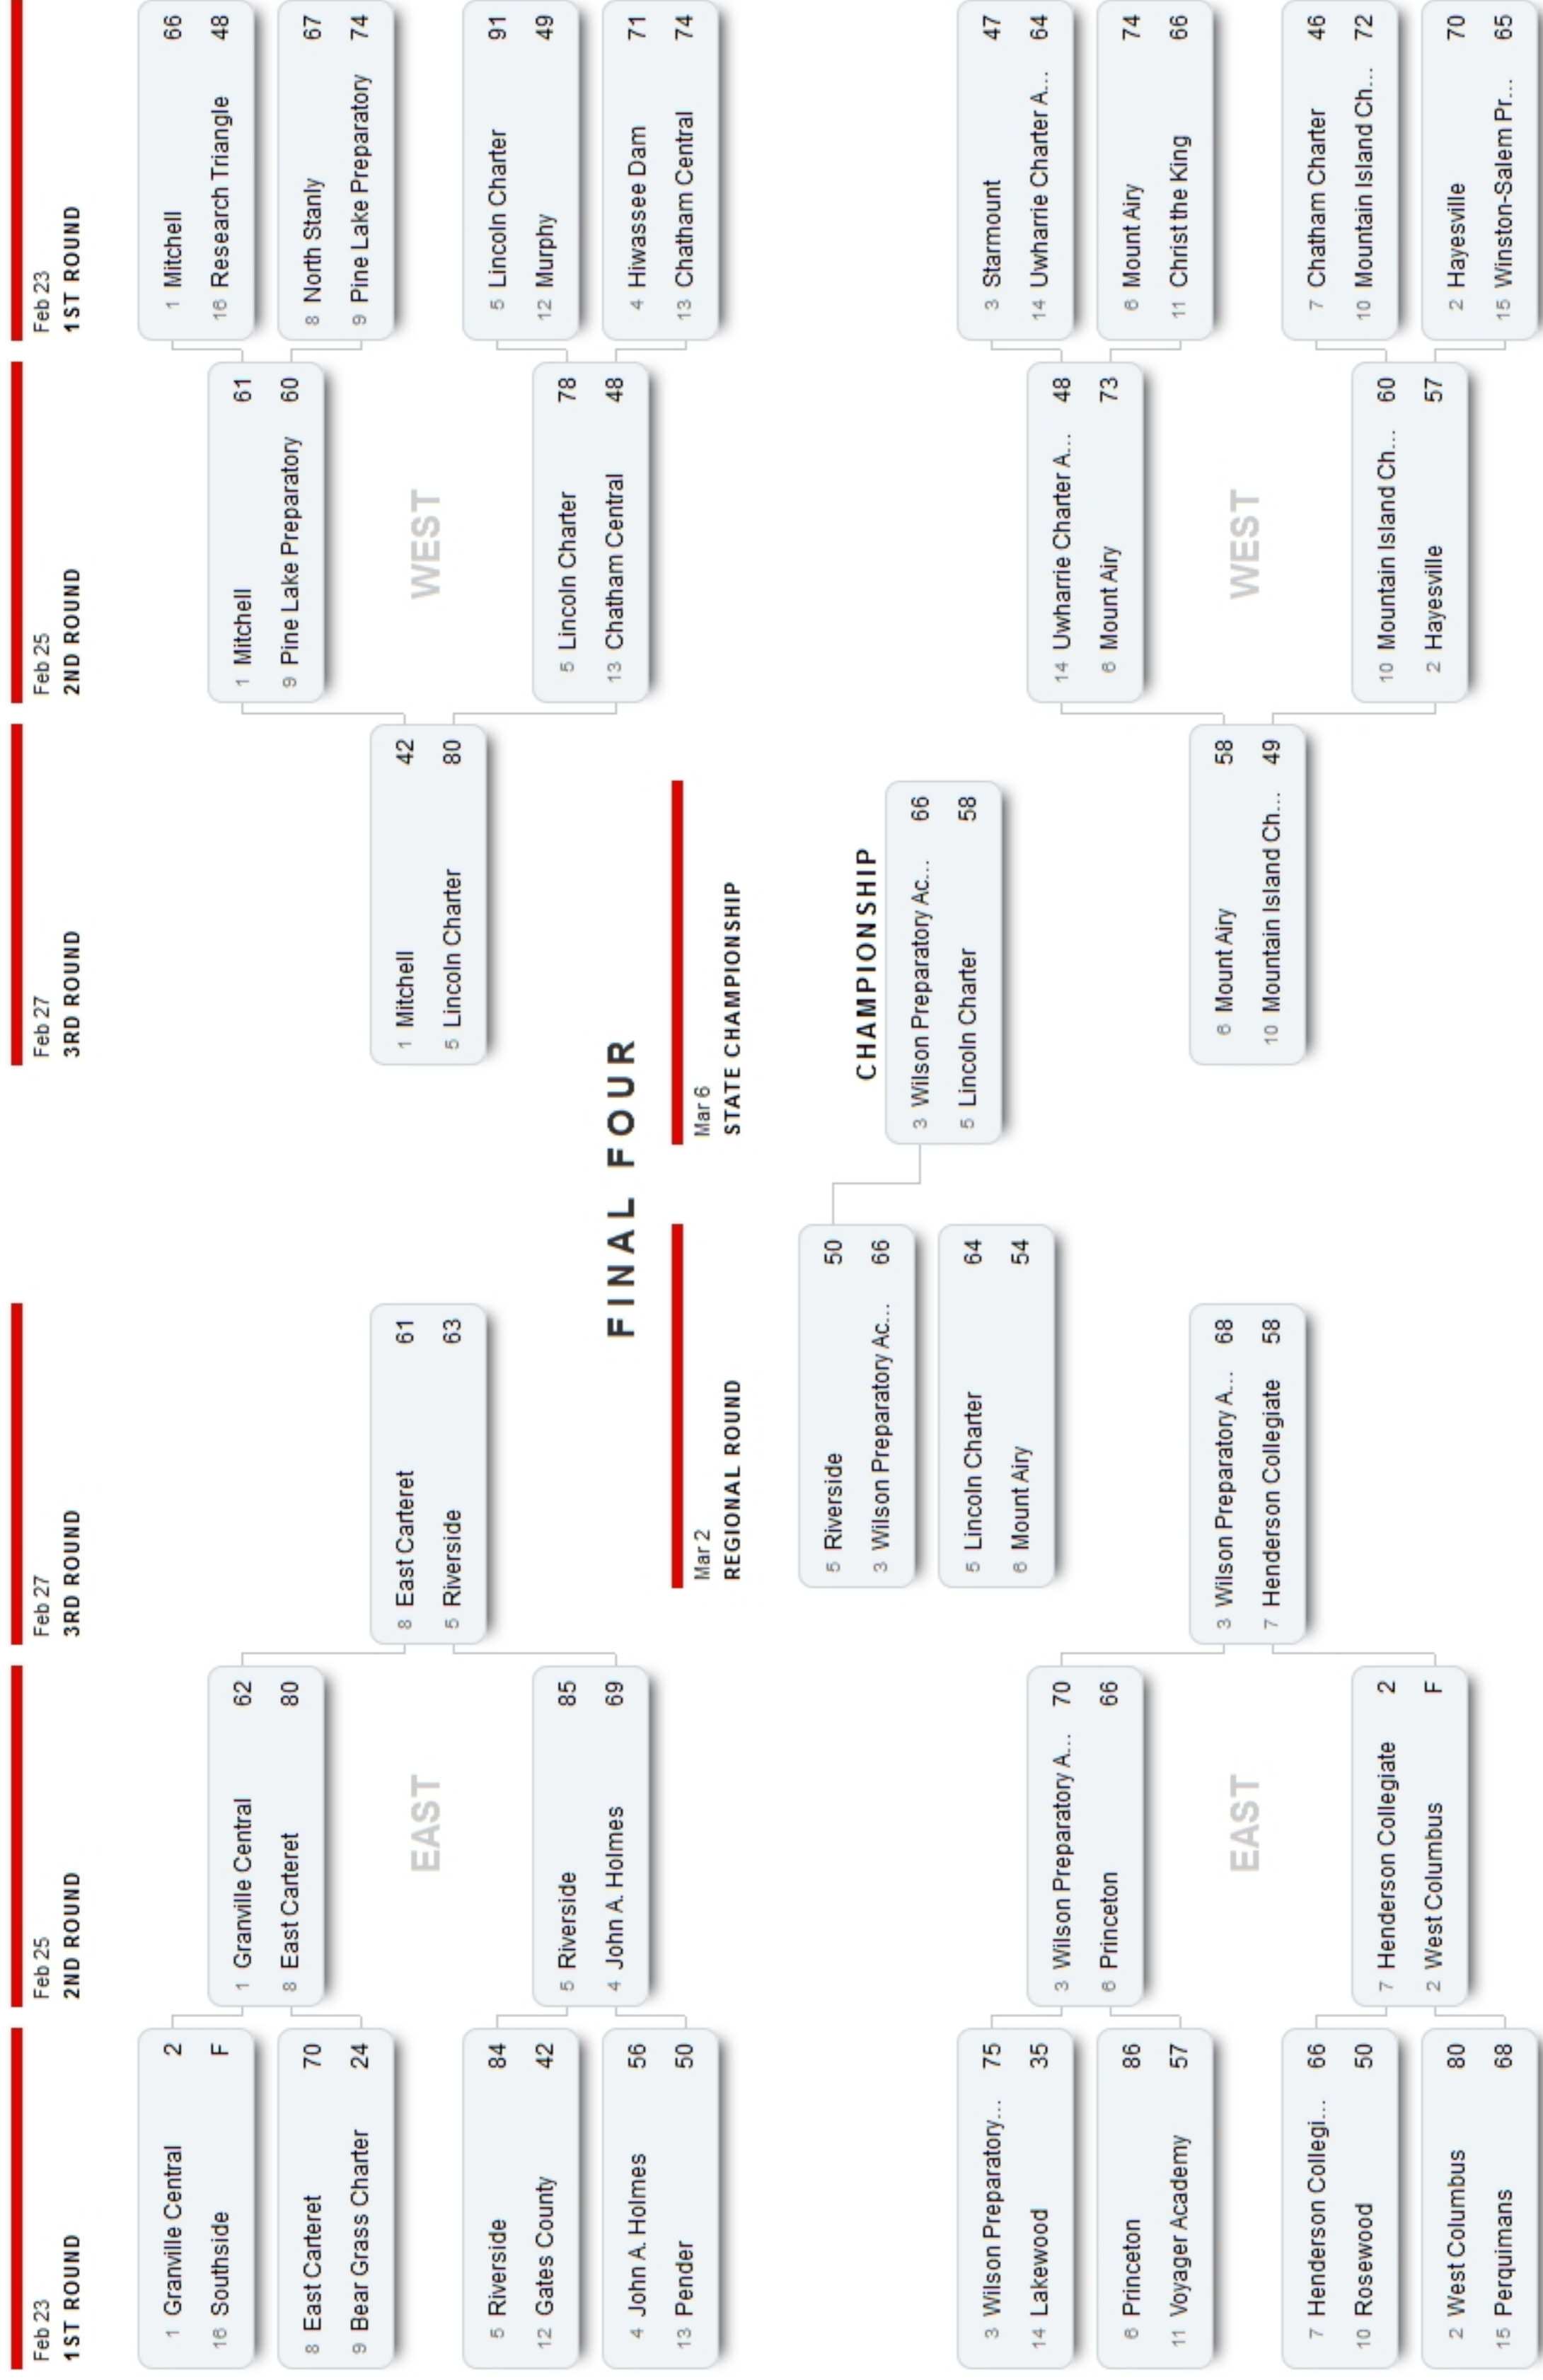 Feb 23
1ST ROUND
Feb 25
2ND ROUND
Feb 27
3RD ROUND
Feb 27
3RD ROUND
Feb 25
2ND ROUND
Feb 23
1ST ROUND
1 Granville Central 2
16 Southside F
8 East Carteret 70
9 Bear Grass Charter 24
5 Riverside 84
12 Gates County 42
4 John A. Holmes 56
13 Pender 50
1 Granville Central 62
8 East Carteret 80
EAST
5 Riverside 85
4 John A. Holmes 69
8 East Carteret 61
5 Riverside 63
1 Mitchell 42
5 Lincoln Charter 80
1 Mitchell 61
9 Pine Lake Preparatory 60
WEST
5 Lincoln Charter 78
13 Chatham Central 48
1 Mitchell 66
16 Research Triangle 48
8 North Stanly 67
9 Pine Lake Preparatory 74
5 Lincoln Charter 91
12 Murphy 49
4 Hiwassee Dam 71
13 Chatham Central 74
FINAL FOUR
Mar 2
REGIONAL ROUND
Mar 6
STATE CHAMPIONSHIP
5 Riverside 50
3 Wilson Preparatory Ac... 66
5 Lincoln Charter 64
6 Mount Airy 54
CHAMPIONSHIP
3 Wilson Preparatory Ac... 66
5 Lincoln Charter 58
3 Wilson Preparatory... 75
14 Lakewood 35
6 Princeton 86
11 Voyager Academy 57
7 Henderson Collegi... 66
10 Rosewood 50
2 West Columbus 80
15 Perquimans 68
3 Wilson Preparatory A... 70
6 Princeton 66
EAST
7 Henderson Collegiate 2
2 West Columbus F
3 Wilson Preparatory A... 68
7 Henderson Collegiate 58
6 Mount Airy 58
10 Mountain Island Ch... 49
14 Uwharrie Charter A... 48
6 Mount Airy 73
WEST
10 Mountain Island Ch... 60
2 Hayesville 57
3 Starmount 47
14 Uwharrie Charter A... 64
6 Mount Airy 74
11 Christ the King 66
7 Chatham Charter 46
10 Mountain Island Ch... 72
2 Hayesville 70
15 Winston-Salem Pr... 65